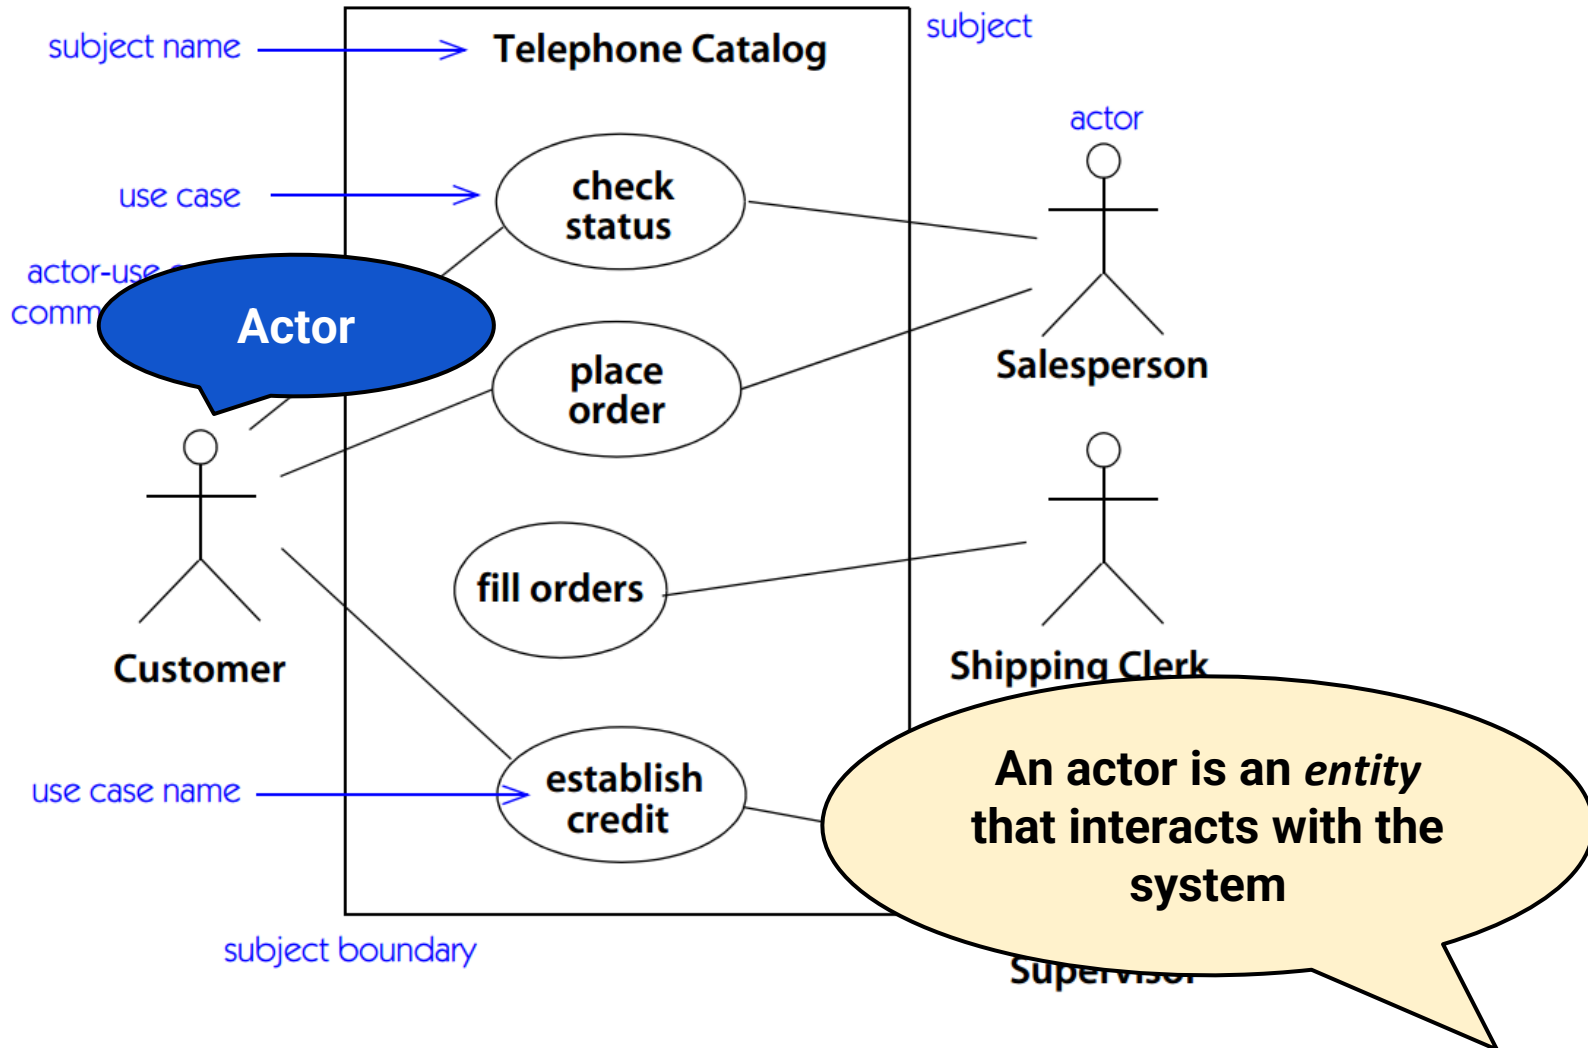 subject name
Telephone Catalog
subject
actor
use case
check
status
actor-use
Actor
place
order
Salesperson
fill orders
Customer
Shipping Clerk
use case name
establish
credit
An actor is an entity
that interacts with the
system
subject boundary
Supervisor